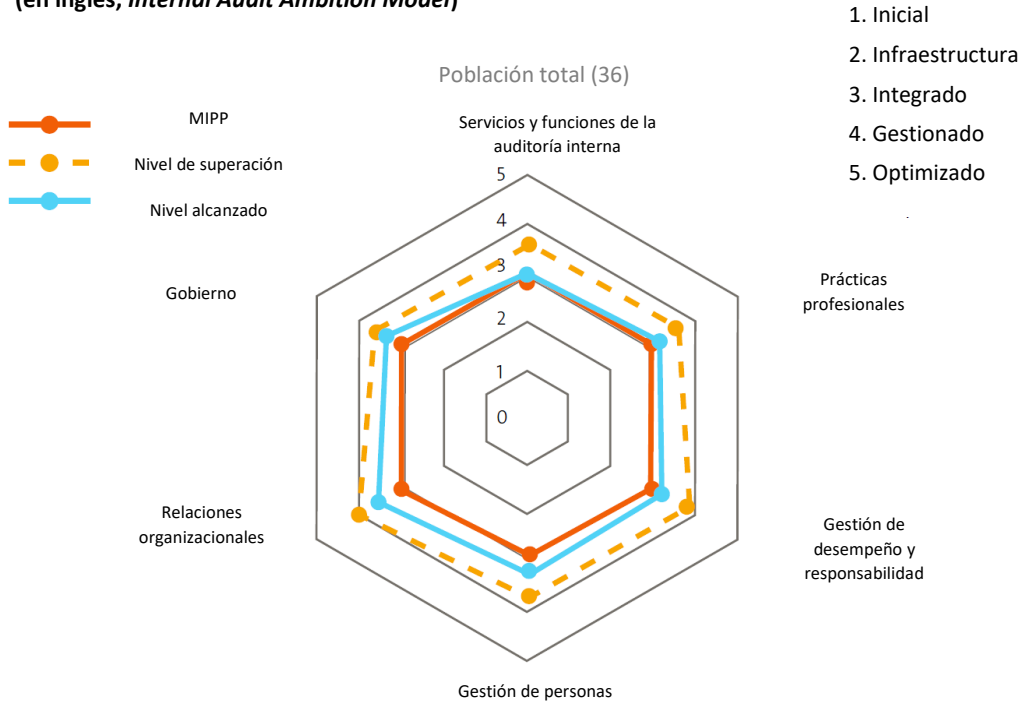 (en inglés, Internal Audit Ambition Model)
1. Inicial
2. Infraestructura
3. Integrado
4. Gestionado
5. Optimizado
Población total (36)
MIPP
Nivel de superación
Nivel alcanzado
Servicios y funciones de la
auditoría interna
5
4
3
2
1
0
Gobierno
Prácticas
profesionales
Relaciones
organizacionales
Gestión de
desempeño y
responsabilidad
Gestión de personas